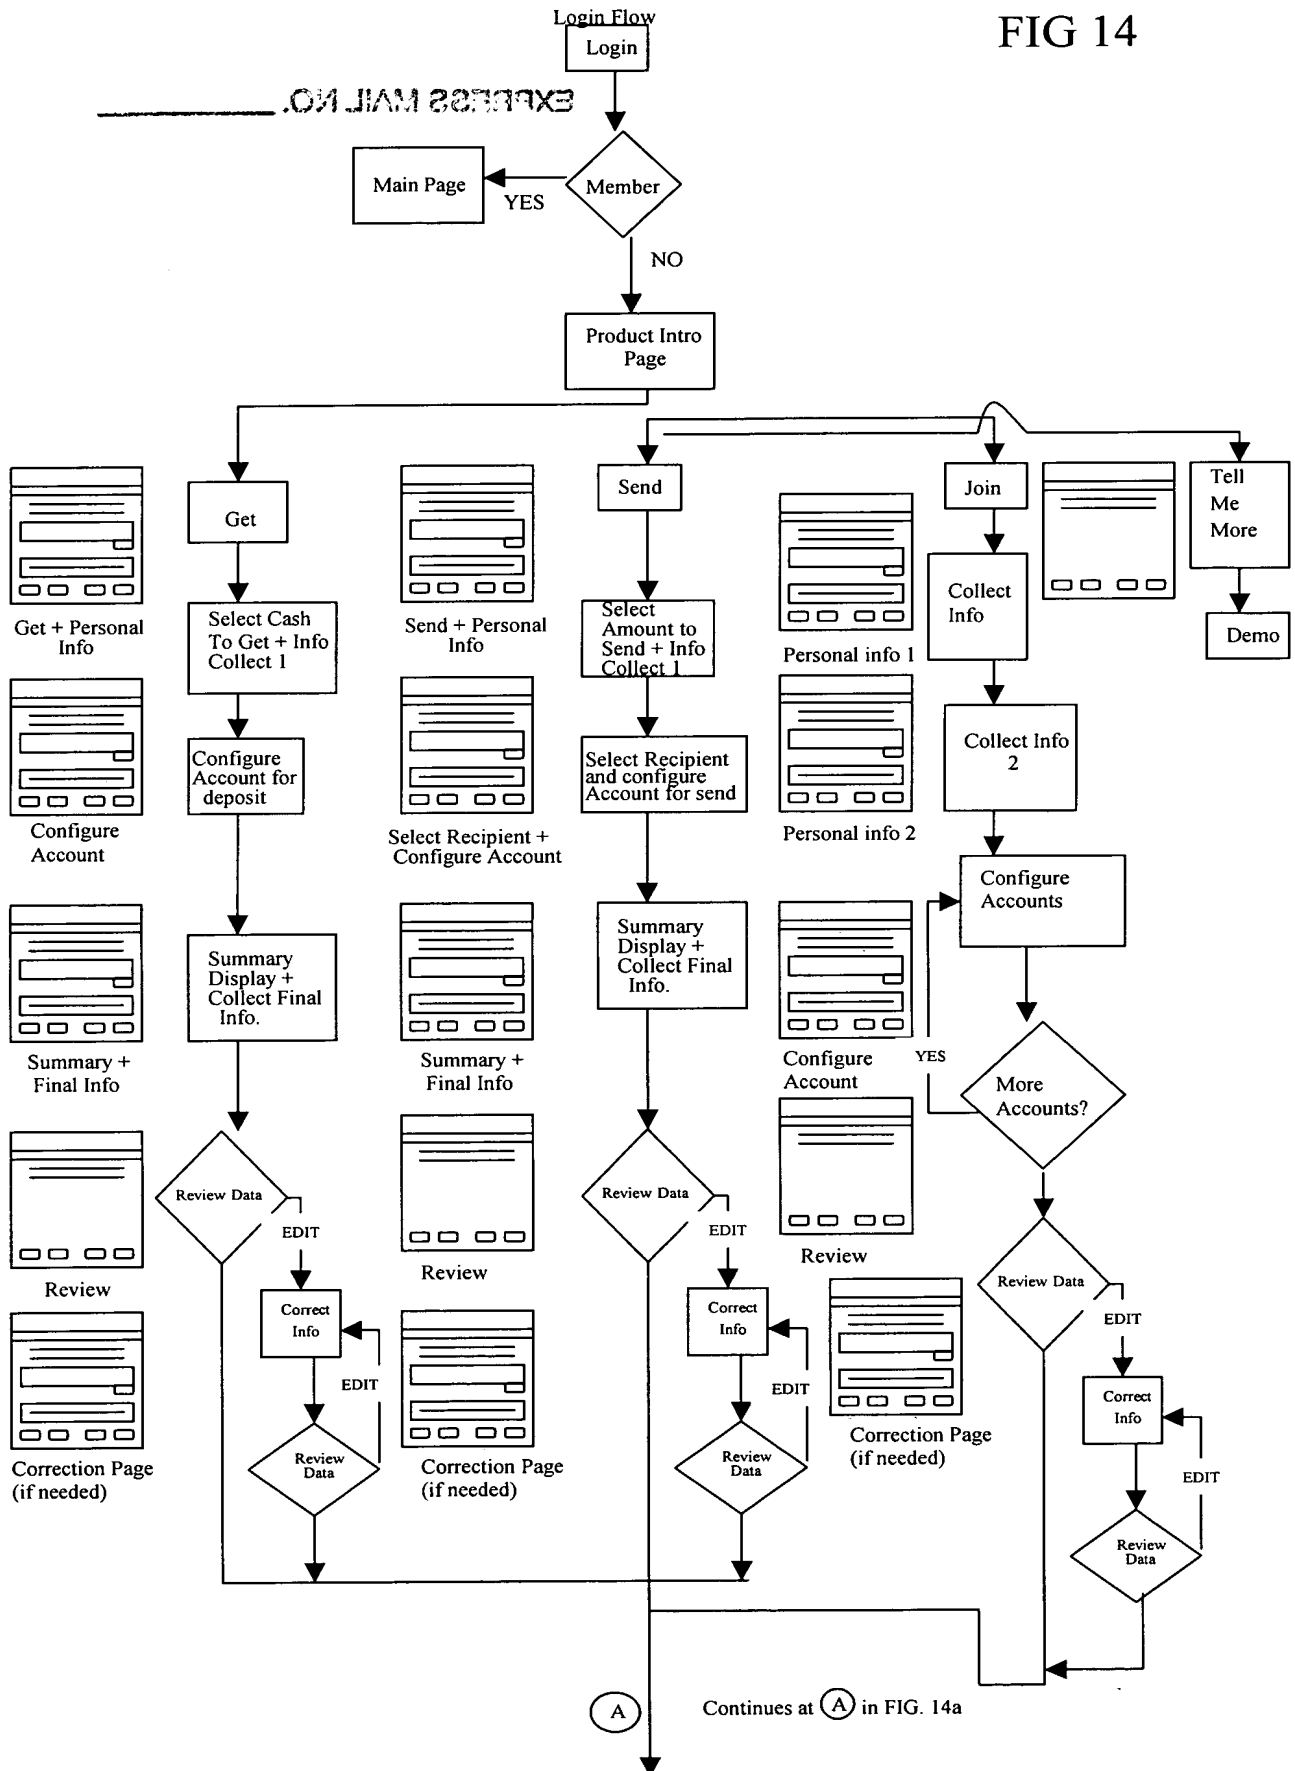 FIG 14
Login Flow
Login
EXPRESS MAIL NO.
Main Page
Member
YES
NO
Product Intro
Page
Get
Send
Join
Tell
Me
More
Get + Personal
Info
Select Cash
To Get + Info
Collect 1
Send + Personal
Info
Select
Amount to
Send + Info
Collect 1
Personal info 1
Collect
Info
Demo
Configure
Account
Configure
Account for
deposit
Select Recipient +
Configure Account
Select Recipient
and configure
Account for send
Personal info 2
Collect Info
2
Configure
Accounts
Summary +
Final Info
Summary
Display +
Collect Final
Info.
Summary +
Final Info
Summary
Display +
Collect Final
Info.
Configure
Account
YES
More
Accounts?
Review
Review Data
EDIT
Review
Review Data
EDIT
Review
Review Data
EDIT
Correct
Info
EDIT
Review
Data
Correction Page
(if needed)
Correct
Info
EDIT
Review
Data
Correction Page
(if needed)
Correction Page
(if needed)
Correct
Info
EDIT
Review
Data
A
Continues at A in FIG. 14a